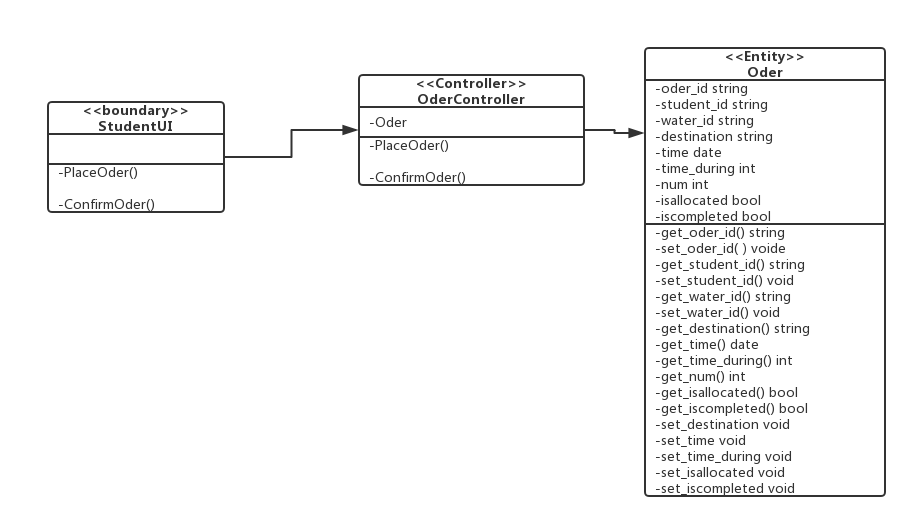 <<boundary>>
StudentUI
-PlaceOder()
-ConfirmOder()
<<Controller>>
OderController
-Oder
-PlaceOder()
-ConfirmOder()
<<Entity>>
Oder
-oder_id string
-student_id string
-water_id string
-destination string
-time date
-time_during int
-num int
-isallocated bool
-iscompleted bool
-get_oder_id() string
-set_oder_id( ) voide
-get_student_id() string
-set_student_id() void
-get_water_id() string
-set_water_id() void
-get_destination() string
-get_time() date
-get_time_during() int
-get_num() int
-get_isallocated() bool
-get_iscompleted() bool
-set_destination void
-set_time void
-set_time_during void
-set_isallocated void
-set_iscompleted void